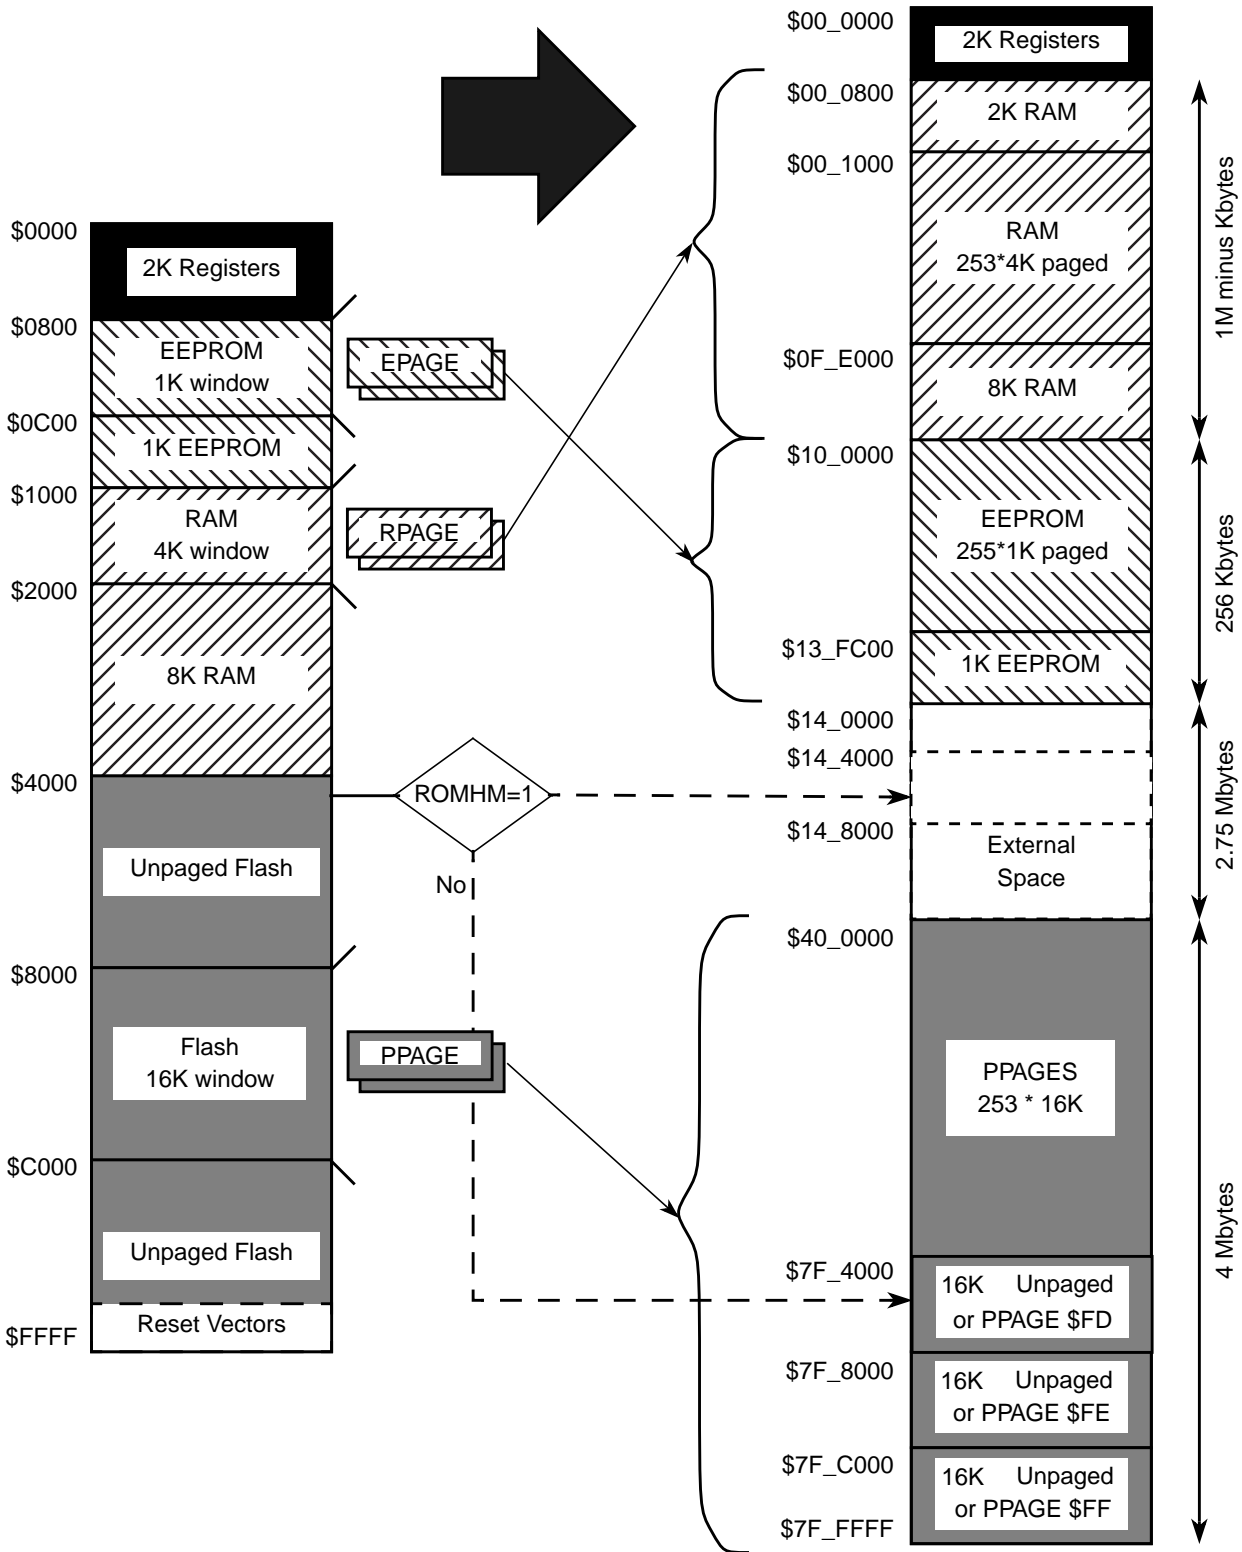 $0000
2K Registers
$0800
EEPROM
1K window
$0C00
1K EEPROM
$1000
RAM
4K window
$2000
8K RAM
$4000
Unpaged Flash
$8000
Flash
16K window
$C000
Unpaged Flash
Reset Vectors
$FFFF
EPAGE
RPAGE
ROMHM=1
No
PPAGE
$00_0000
2K Registers
$00_0800
2K RAM
$00_1000
RAM
253*4K paged
$0F_E000
8K RAM
$10_0000
EEPROM
255*1K paged
$13_FC00
1K EEPROM
$14_0000
$14_4000
$14_8000
External
Space
$40_0000
PPAGES
253 * 16K
$7F_4000
16K Unpaged
or PPAGE $FD
$7F_8000
16K Unpaged
or PPAGE $FE
$7F_C000
16K Unpaged
or PPAGE $FF
$7F_FFFF
1M minus Kbytes
256 Kbytes
2.75 Mbytes
4 Mbytes